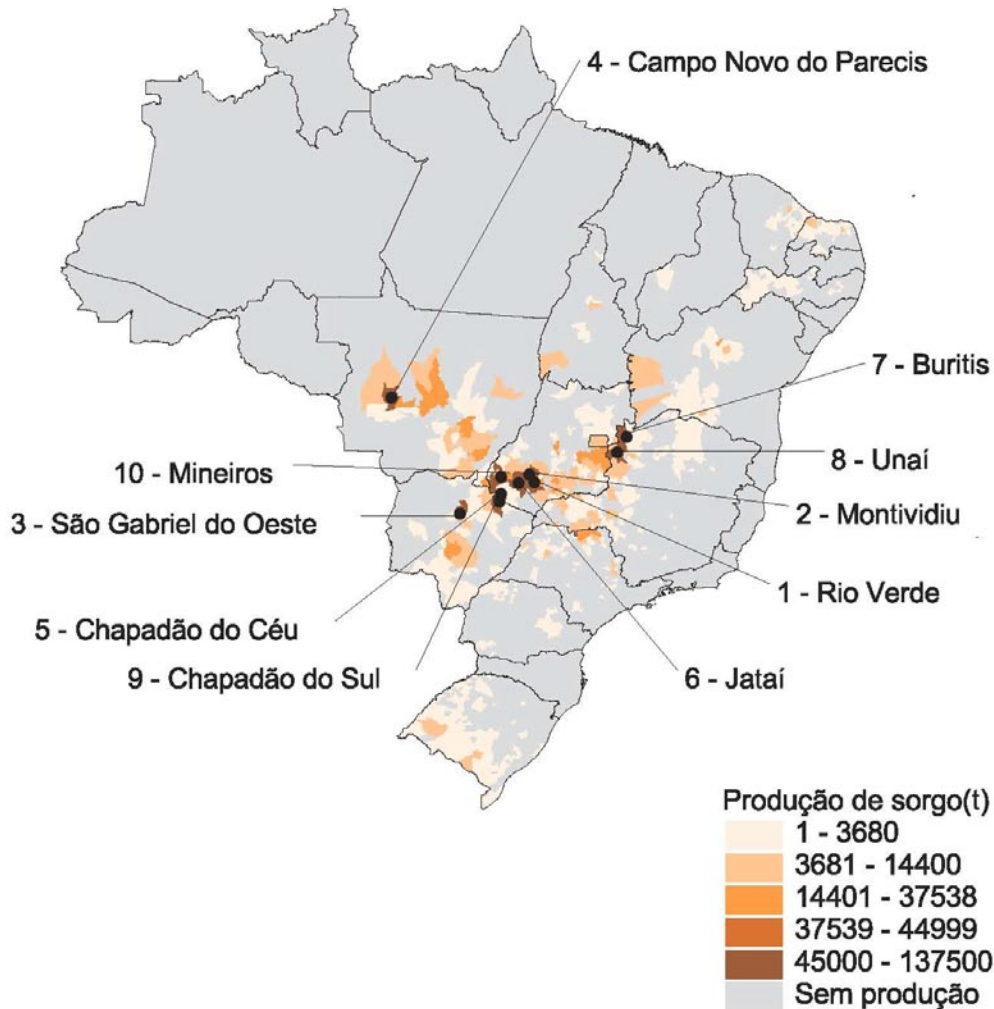 4 - Campo Novo do Parecis
7 - Buritis
10 - Mineiros
8 - Unaí
3 - São Gabriel do Oeste
2 - Montividiu
1 - Rio Verde
5 - Chapadão do Céu
9 - Chapadão do Sul
6 - Jataí
Produção de sorgo(t)
1 - 3680
3681 - 14400
14401 - 37538
37539 - 44999
45000 - 137500
Sem produção